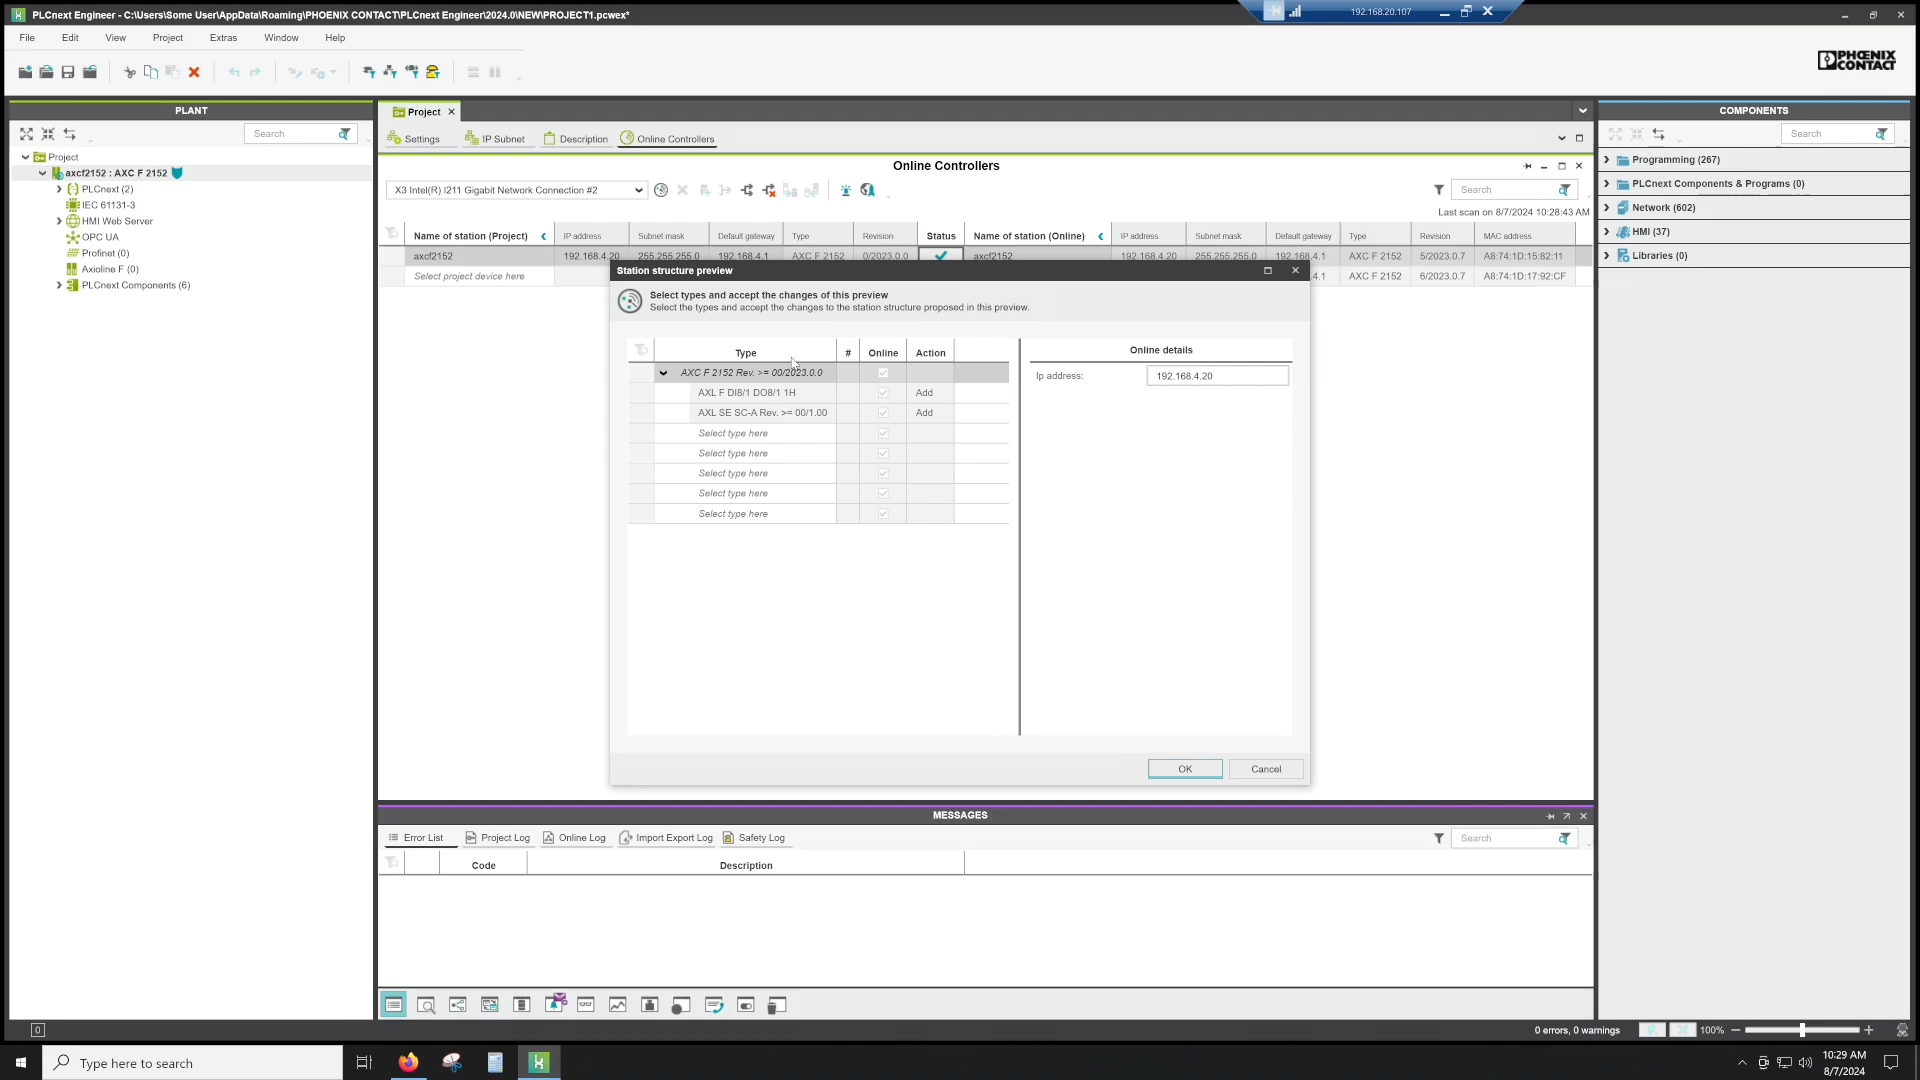 PLCnext Engineer - C:\Users\Some User\AppData\Roaming\PHOENIX CONTACT\PLCnext Engineer\2024.0\NEW\PROJECT1.pcwex*
192.168.20.107
File Edit View Project Extras Window Help
PHOENIX
CONTACT
PLANT
Search
Project
axcf2152 : AXC F 2152
PLCnext (2)
IEC 61131-3
HMI Web Server
OPC UA
Profinet (0)
Axioline F (0)
PLCnext Components (6)
Project
Settings IP Subnet Description Online Controllers
Online Controllers
X3 Intel(R) I211 Gigabit Network Connection #2
Search
Last scan on 8/7/2024 10:28:43 AM
Name of station (Project) IP address Subnet mask Default gateway Type Revision Status Name of station (Online) IP address Subnet mask Default gateway Type Revision MAC address
axcf2152 192.168.4.20 255.255.255.0 192.168.4.1 AXC F 2152 0/2023.0.0 axcf2152 192.168.4.20 255.255.255.0 192.168.4.1 AXC F 2152 5/2023.0.7 A8:74:1D:15:82:11
Select project device here 4.1 AXC F 2152 6/2023.0.7 A8:74:1D:17:92:CF
Station structure preview
Select types and accept the changes of this preview
Select the types and accept the changes to the station structure proposed in this preview.
Type # Online Action
AXC F 2152 Rev. >= 00/2023.0.0
AXL F DI8/1 DO8/1 1H Add
AXL SE SC-A Rev. >= 00/1.00 Add
Select type here
Select type here
Select type here
Select type here
Select type here
Online details
Ip address: 192.168.4.20
OK Cancel
MESSAGES
Error List Project Log Online Log Import Export Log Safety Log
Search
Code Description
COMPONENTS
Search
Programming (267)
PLCnext Components & Programs (0)
Network (602)
HMI (37)
Libraries (0)
0
0 errors, 0 warnings
100%
Type here to search
10:29 AM
8/7/2024